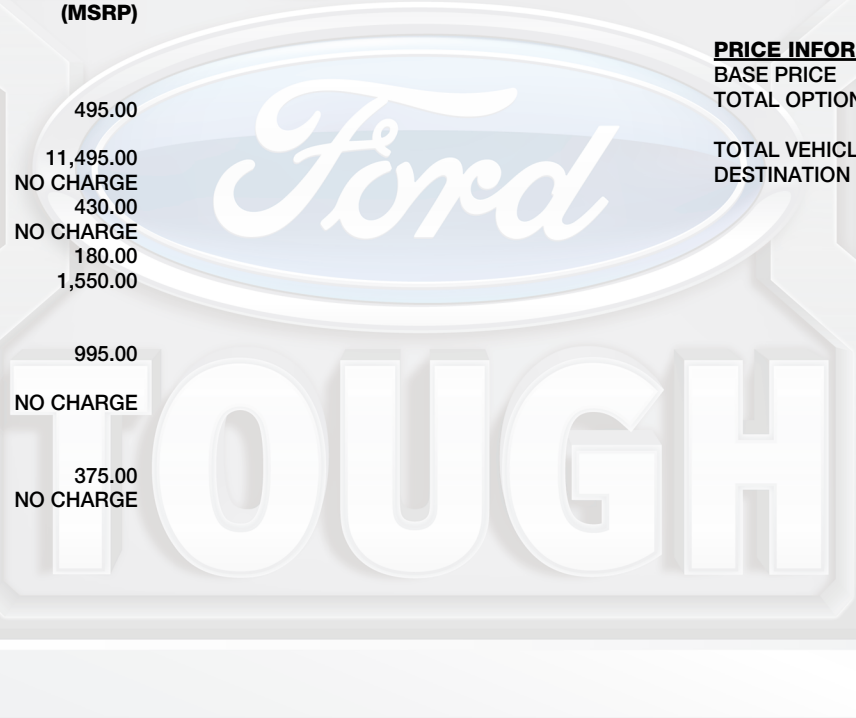 (MSRP)
495.00
11,495.00
NO CHARGE
430.00
NO CHARGE
180.00
1,550.00
995.00
NO CHARGE
375.00
NO CHARGE
PRICE INFOR
BASE PRICE
TOTAL OPTION
TOTAL VEHICL
DESTINATION
Ford
TOUGH